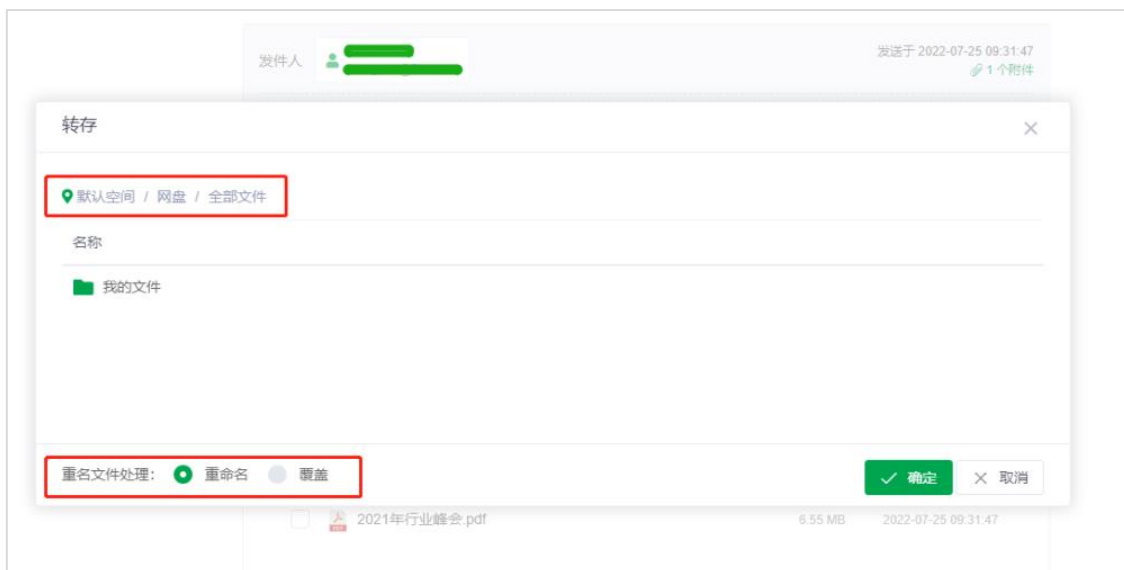 发件人
发送于 2022-07-25 09:31:47
1 个附件
转存
默认空间 / 网盘 / 全部文件
名称
我的文件
重名文件处理： 重命名 覆盖 确定 取消
2021年行业峰会.pdf 6.55 MB 2022-07-25 09:31:47